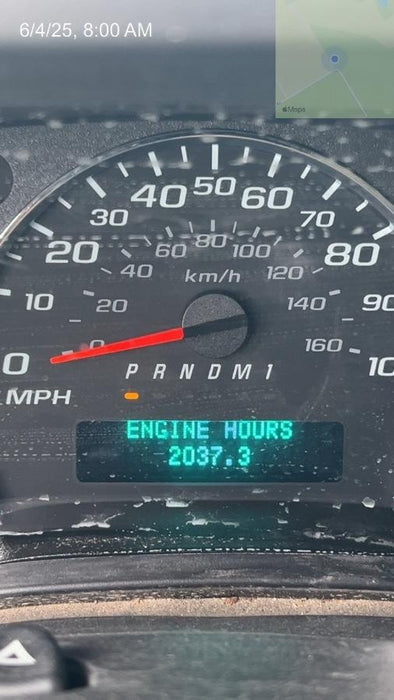 6/4/25, 8:00 AM
Maps
50
40 60
30 70
80
60 100
20 80
40 120
km/h
10 20 140 90
0 0 160 10
P R N D M 1
MPH
ENGINE HOURS
2037.3